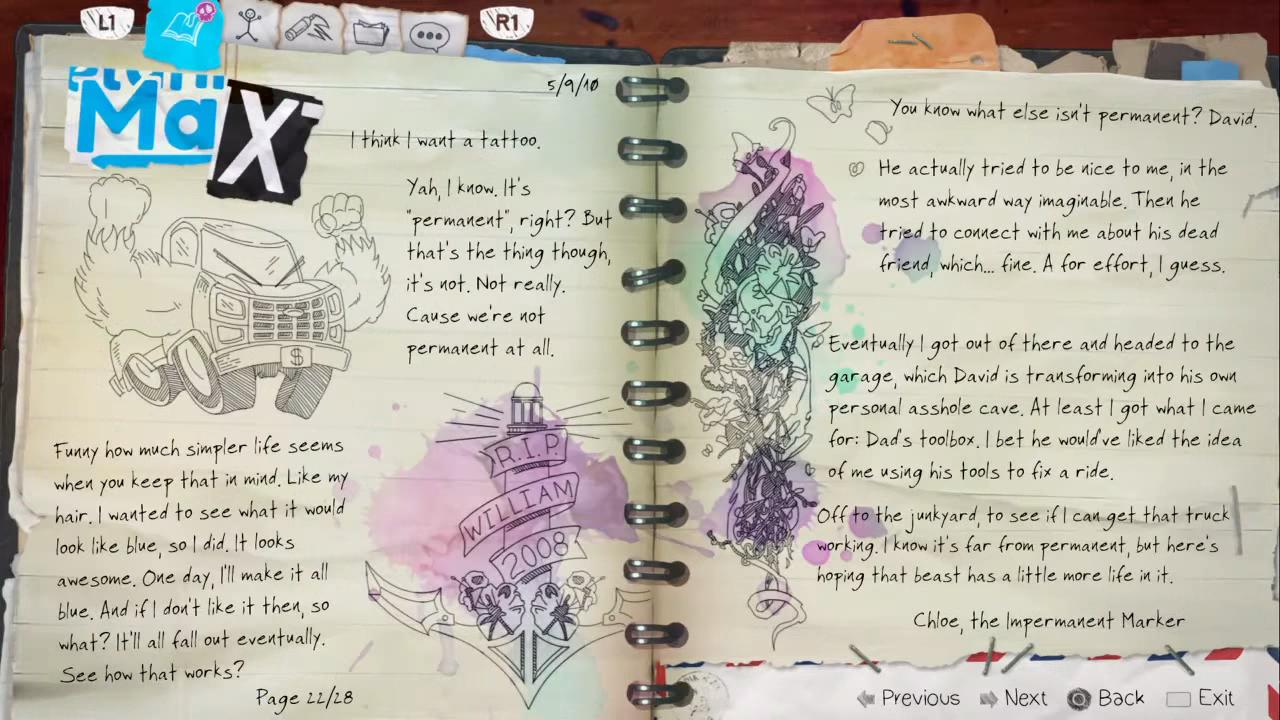 L1
R1
Max
5/9/10
I think I want a tattoo.
Yah, I know. It's
"permanent", right? But
that's the thing though,
it's not. Not really.
Cause we're not
permanent at all.
$
Funny how much simpler life seems
when you keep that in mind. Like my
hair. I wanted to see what it would
look like blue, so I did. It looks
awesome. One day, I'll make it all
blue. And if I don't like it then, so
what? It'll all fall out eventually.
See how that works?
R.I.P.
WILLIAM
2008
Page 22/28
You know what else isn't permanent? David.
He actually tried to be nice to me, in the
most awkward way imaginable. Then he
tried to connect with me about his dead
friend, which... fine. A for effort, I guess.
Eventually I got out of there and headed to the
garage, which David is transforming into his own
personal asshole cave. At least I got what I came
for: Dad's toolbox. I bet he would've liked the idea
of me using his tools to fix a ride.
Off to the junkyard, to see if I can get that truck
working. I know it's far from permanent, but here's
hoping that beast has a little more life in it.
Chloe, the Impermanent Marker
Previous Next Back Exit